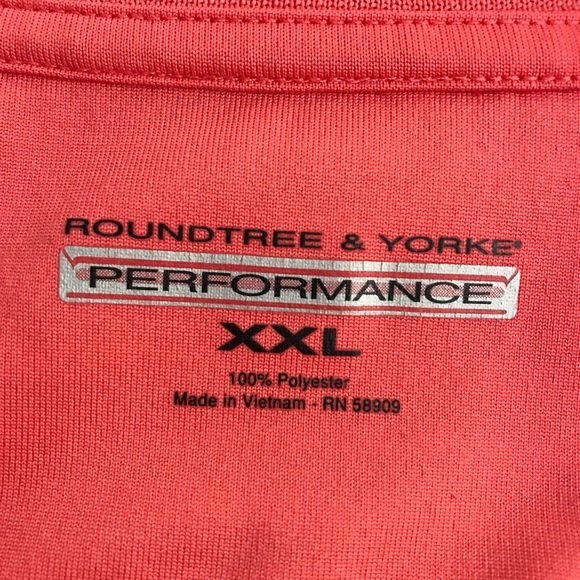 ROUNDTREE & YORKE®
PERFORMANCE
XXL
100% Polyester
Made in Vietnam - RN 58909